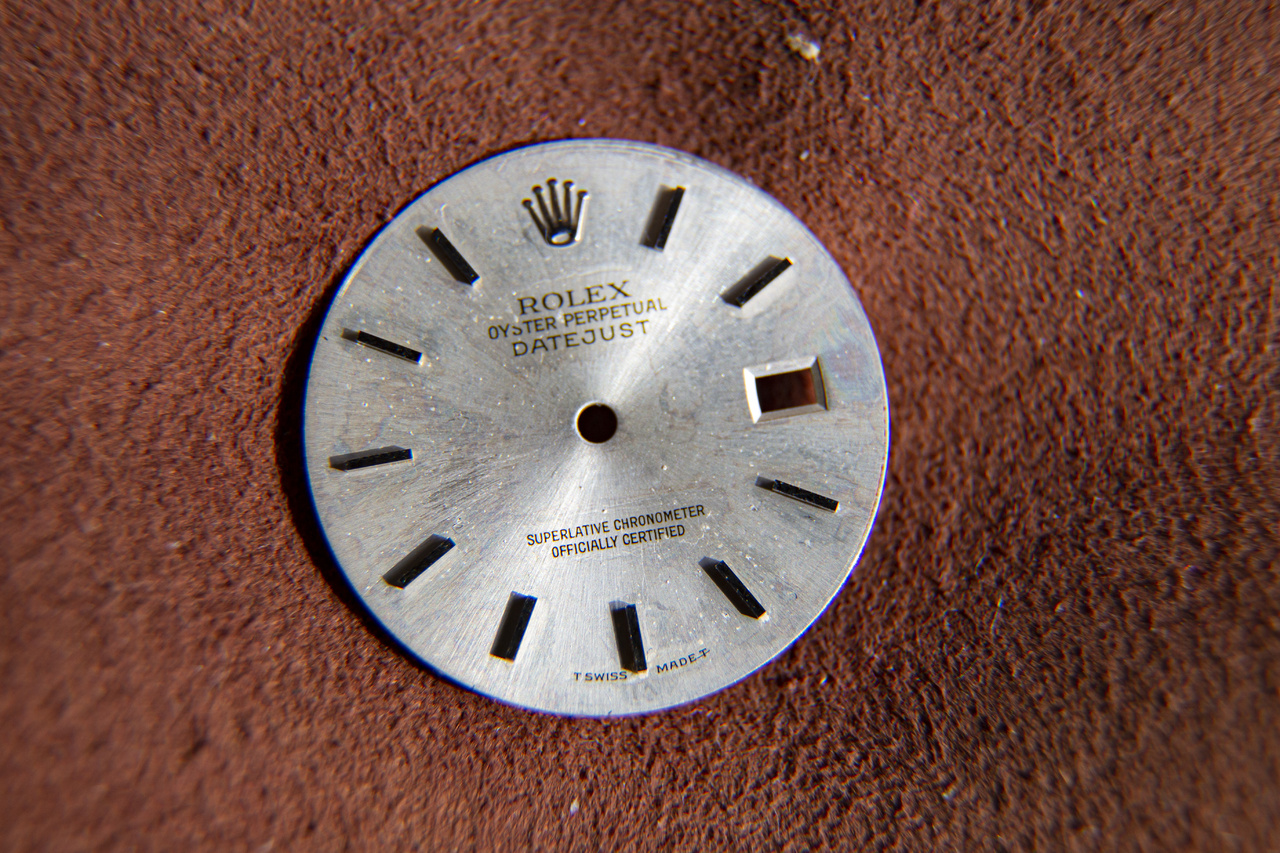 ROLEX
OYSTER PERPETUAL
DATEJUST
SUPERLATIVE CHRONOMETER
OFFICIALLY CERTIFIED
T SWISS MADE T